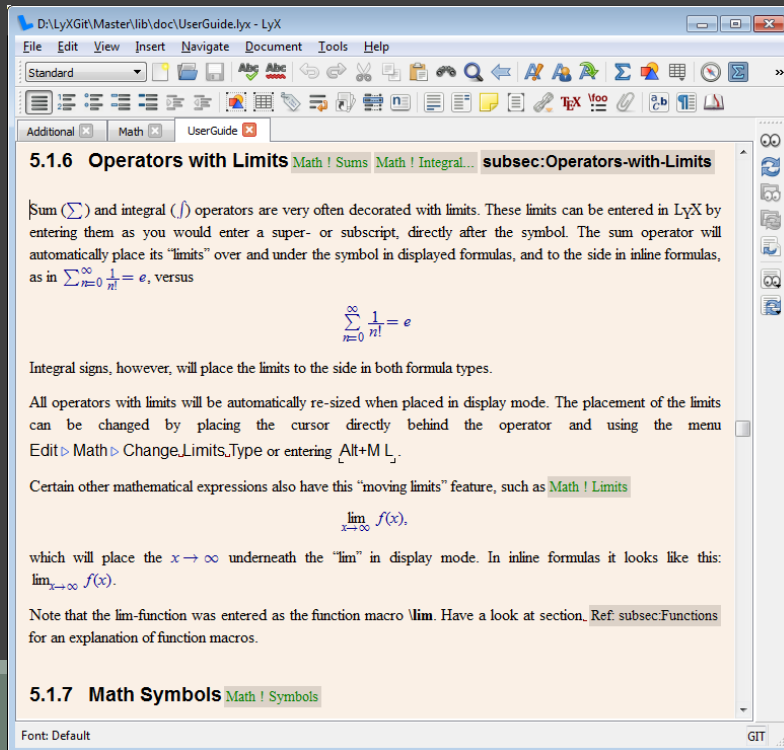 D:\LyXGit\Master\lib\doc\UserGuide.lyx - LyX
File Edit View Insert Navigate Document Tools Help
Standard
Additional Math UserGuide
5.1.6 Operators with Limits Math ! Sums Math ! Integral... subsec:Operators-with-Limits
Sum (∑) and integral (∫) operators are very often decorated with limits. These limits can be entered in LyX by
entering them as you would enter a super- or subscript, directly after the symbol. The sum operator will
automatically place its “limits” over and under the symbol in displayed formulas, and to the side in inline formulas,
as in ∑_{n=0}^{∞} 1/n! = e, versus
∑_{n=0}^{∞} 1/n! = e
Integral signs, however, will place the limits to the side in both formula types.
All operators with limits will be automatically re-sized when placed in display mode. The placement of the limits
can be changed by placing the cursor directly behind the operator and using the menu
Edit ▷ Math ▷ Change Limits Type or entering Alt+M L.
Certain other mathematical expressions also have this “moving limits” feature, such as Math ! Limits
lim_{x→∞} f(x),
which will place the x → ∞ underneath the “lim” in display mode. In inline formulas it looks like this:
lim_{x→∞} f(x).
Note that the lim-function was entered as the function macro \lim. Have a look at section Ref: subsec:Functions
for an explanation of function macros.
5.1.7 Math Symbols Math ! Symbols
Font: Default
GIT